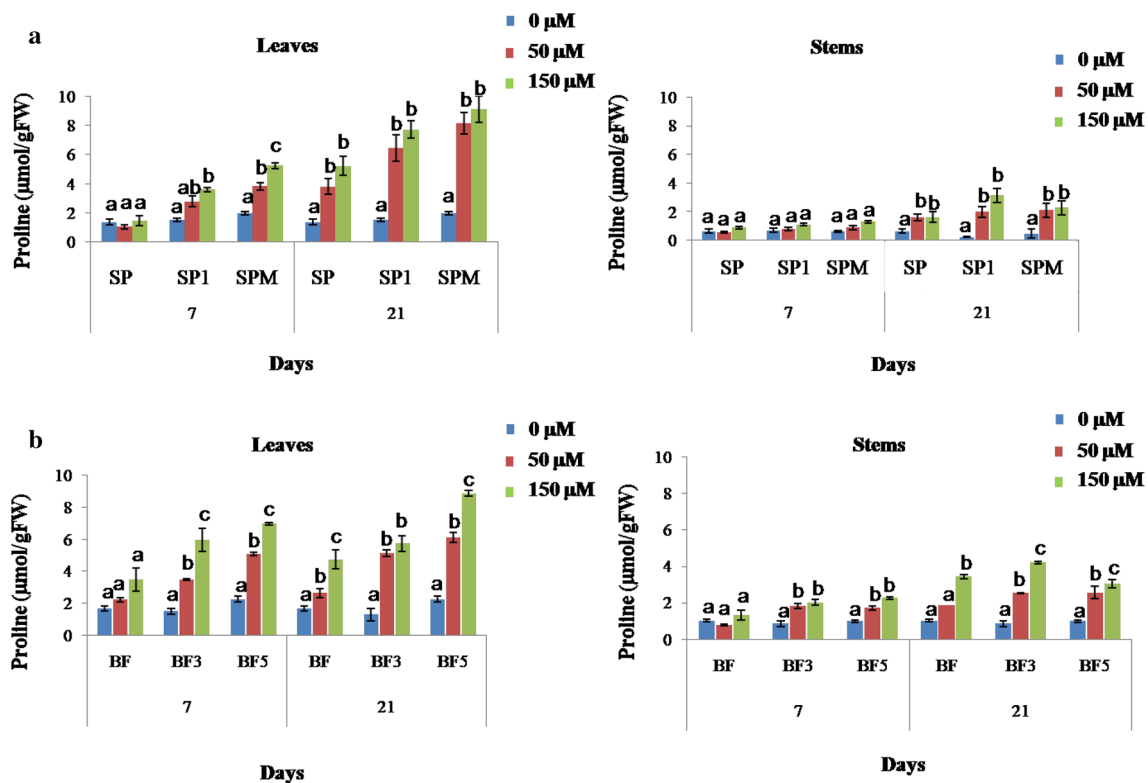 a
Leaves
0 µM
50 µM
150 µM
Proline (µmol/gFW)
10
8
6
4
2
0
a a a a ab b a b c a b b a b b a b b
SP SP1 SPM SP SP1 SPM
7 21
Days
Stems
0 µM
50 µM
150 µM
Proline (µmol/gFW)
10
8
6
4
2
0
a a a a a a a a a a b b a b b a b b
SP SP1 SPM SP SP1 SPM
7 21
Days
b
Leaves
0 µM
50 µM
150 µM
Proline (µmol/gFW)
10
8
6
4
2
0
a a a a b c a b c a b c a b b a b c
BF BF3 BF5 BF BF3 BF5
7 21
Days
Stems
0 µM
50 µM
150 µM
Proline (µmol/gFW)
10
8
6
4
2
0
a a a a b b a b b a a b a b c a b c
BF BF3 BF5 BF BF3 BF5
7 21
Days